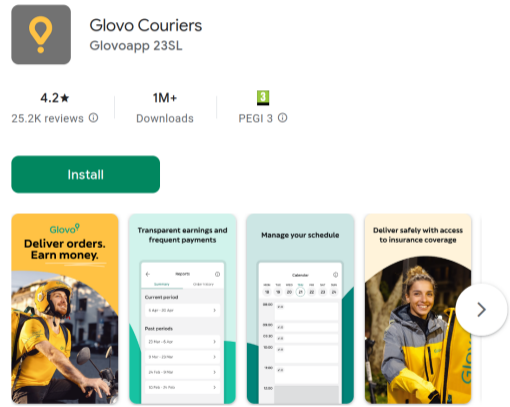 Glovo Couriers
Glovoapp 23SL
4.2★
25.2K reviews
1M+
Downloads
3
PEGI 3
Install
Glovo
Deliver orders.
Earn money.
Transparent earnings and
frequent payments
Reports
Summary
Current period
Past periods
Manage your schedule
Calendar
Deliver safely with access
to insurance coverage
Glovo